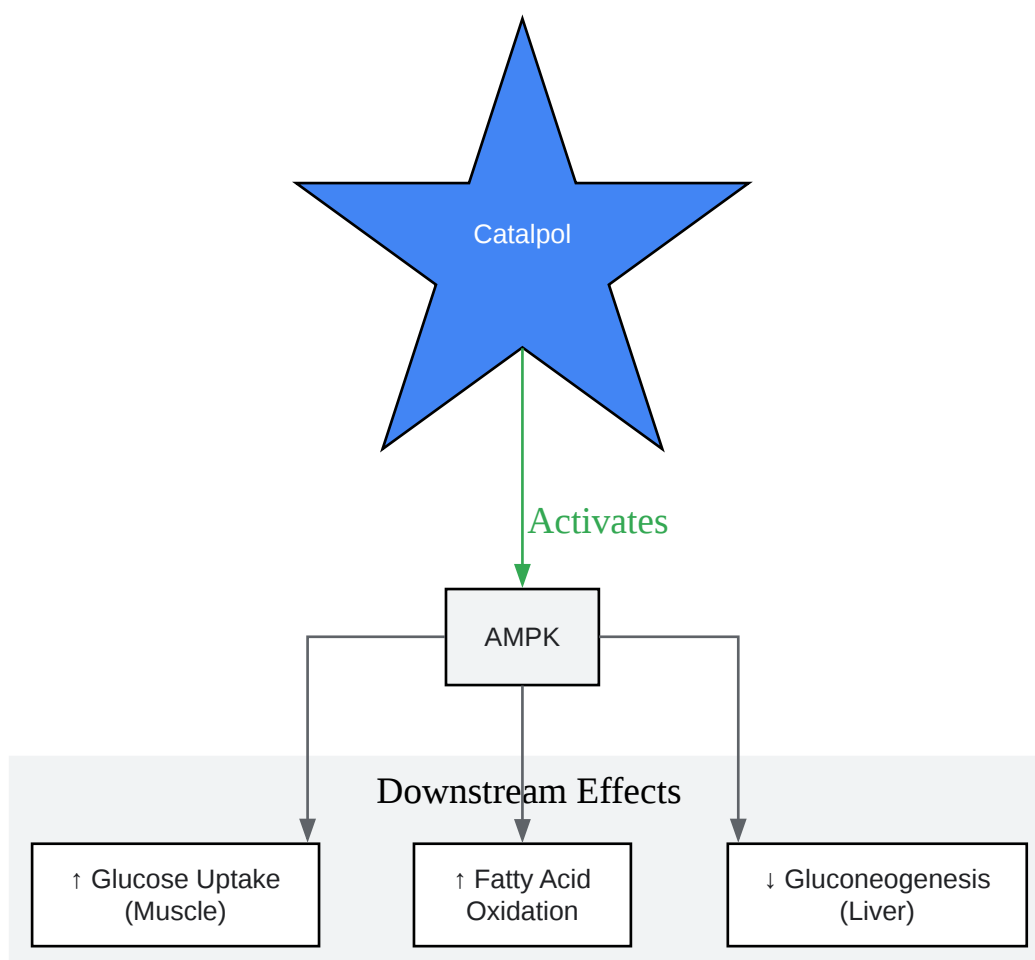 Catalpol
Activates
AMPK
Downstream Effects
↑ Glucose Uptake
(Muscle)
↑ Fatty Acid
Oxidation
↓ Gluconeogenesis
(Liver)